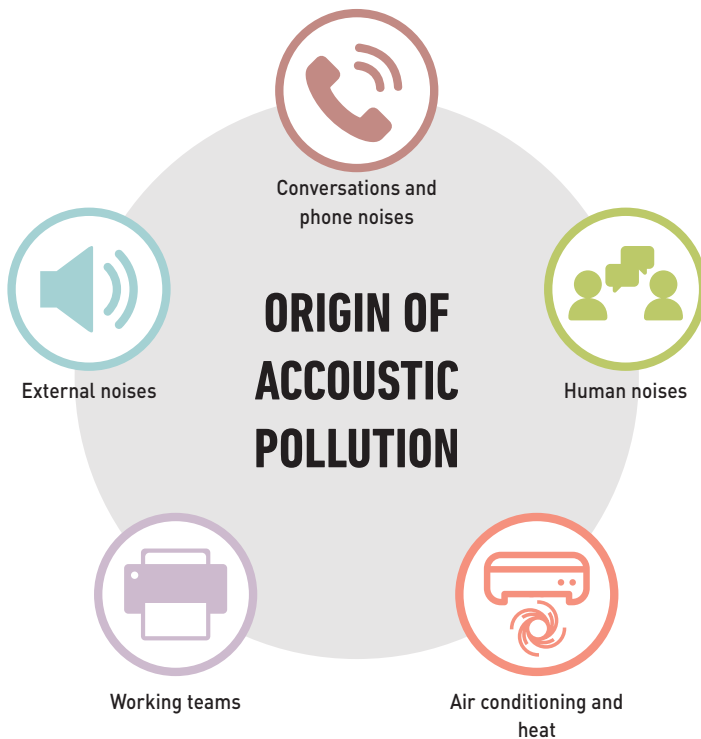 Conversations and
phone noises
ORIGIN OF
ACCOUSTIC
POLLUTION
External noises
Human noises
Working teams
Air conditioning and
heat